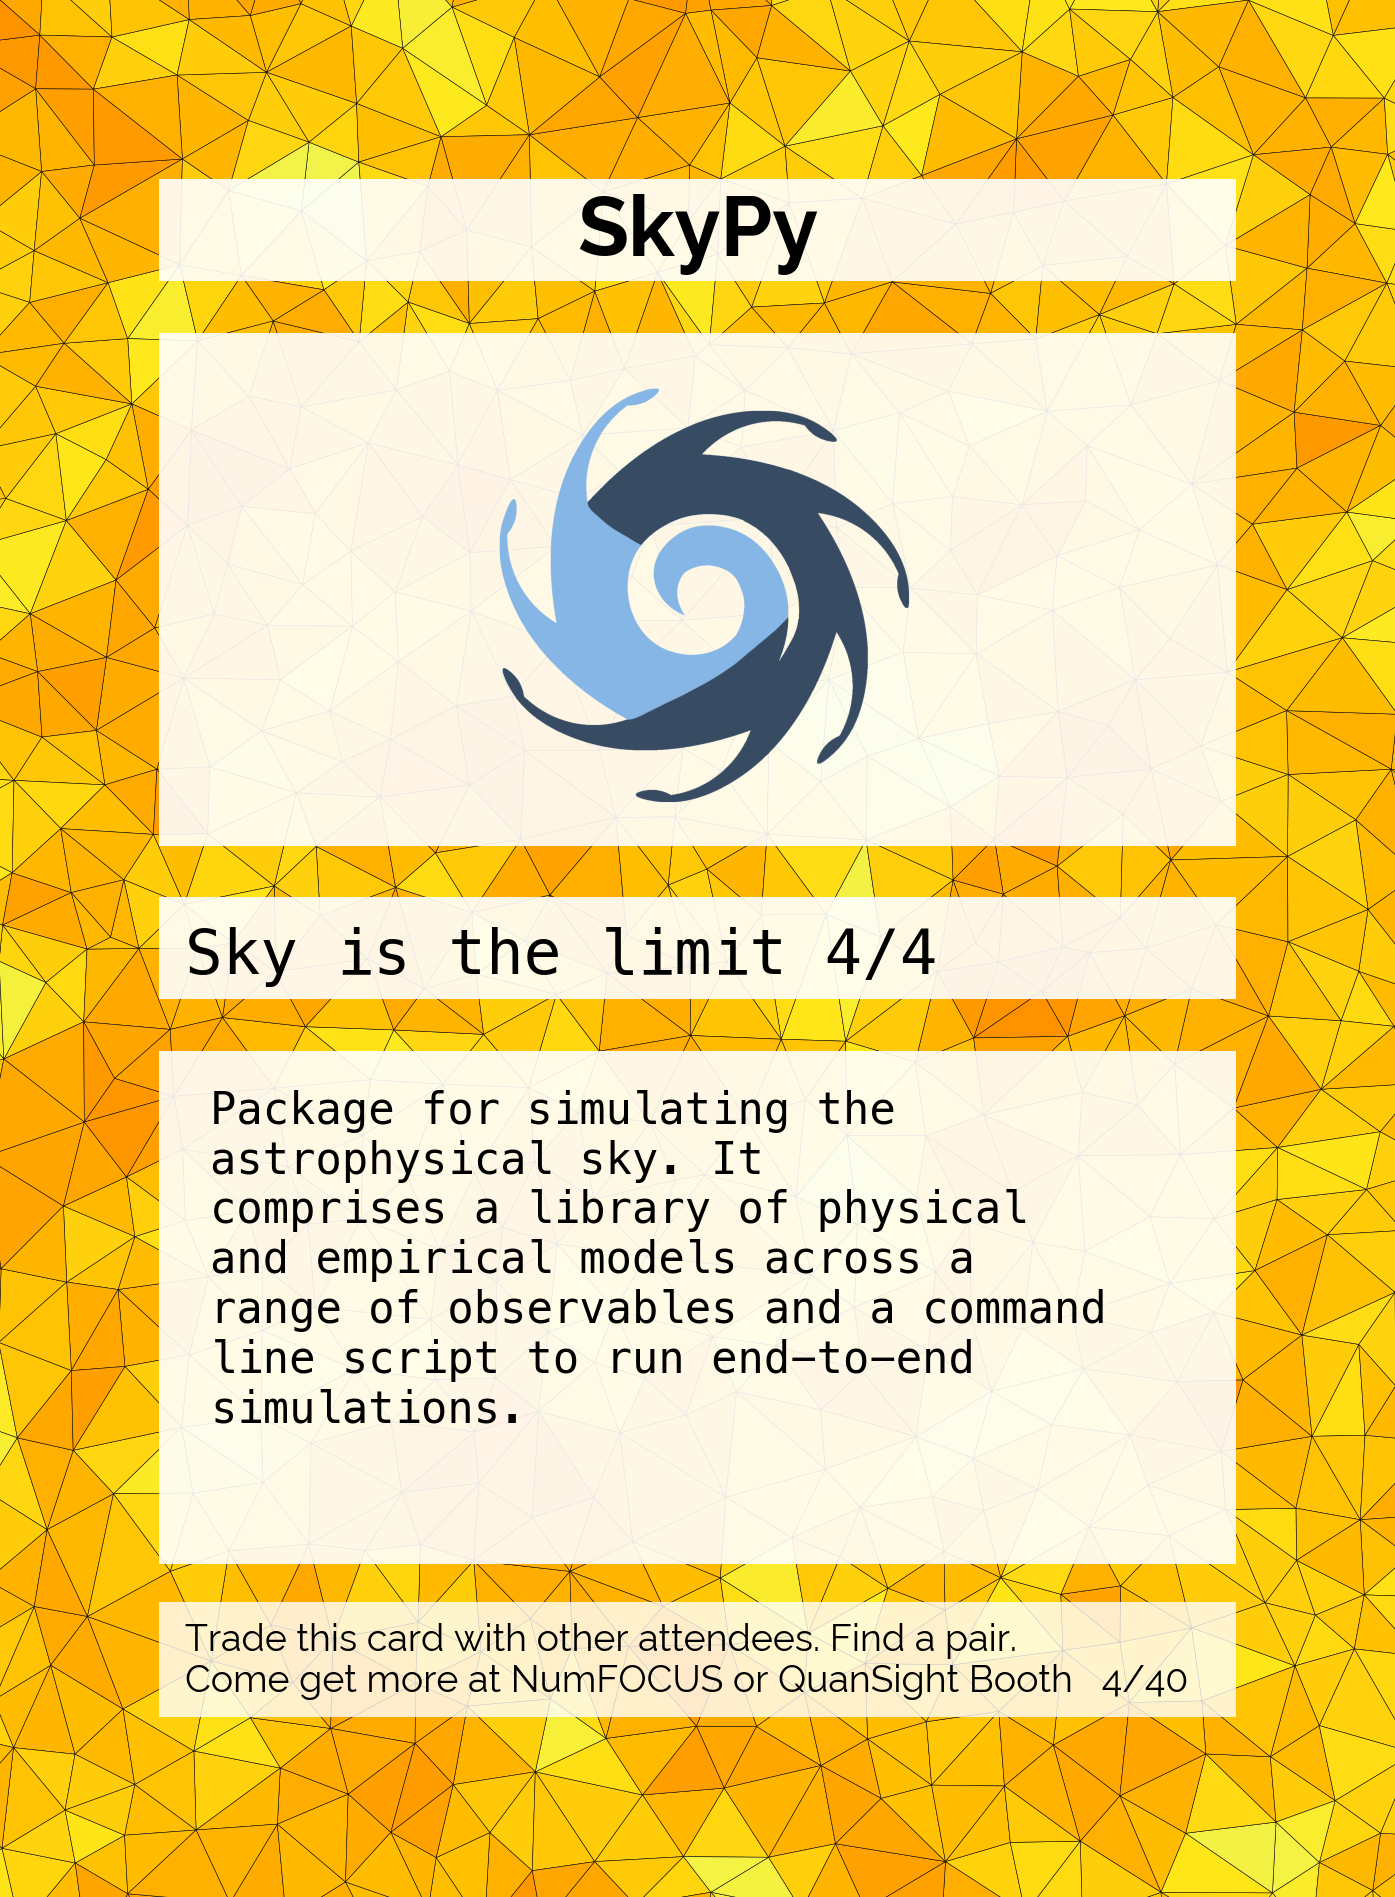 SkyPy
Sky is the limit 4/4
Package for simulating the
astrophysical sky. It
comprises a library of physical
and empirical models across a
range of observables and a command
line script to run end–to–end
simulations.
Trade this card with other attendees. Find a pair.
Come get more at NumFOCUS or QuanSight Booth 4/40